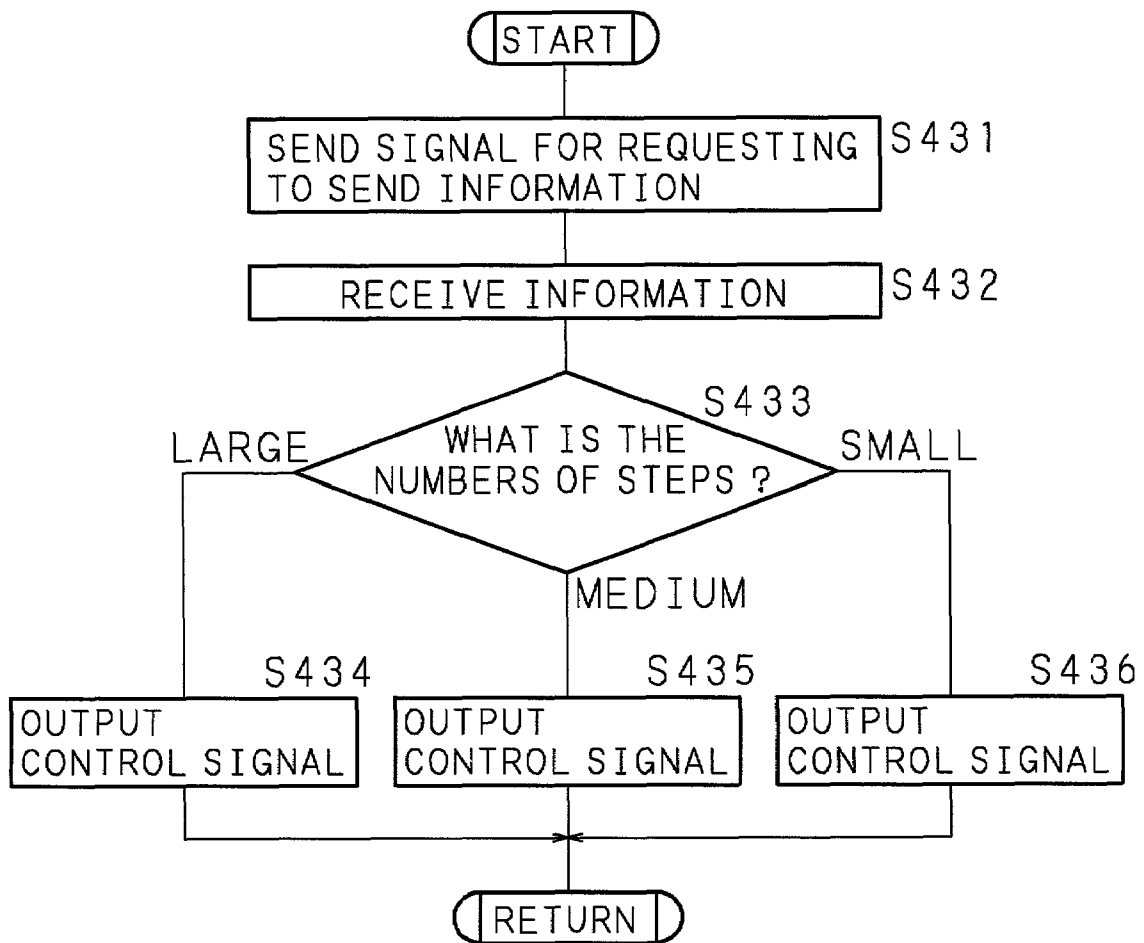 START
SEND SIGNAL FOR REQUESTING
TO SEND INFORMATION
S431
RECEIVE INFORMATION
S432
S433
WHAT IS THE
NUMBERS OF STEPS ?
LARGE
SMALL
MEDIUM
S434
OUTPUT
CONTROL SIGNAL
S435
OUTPUT
CONTROL SIGNAL
S436
OUTPUT
CONTROL SIGNAL
RETURN